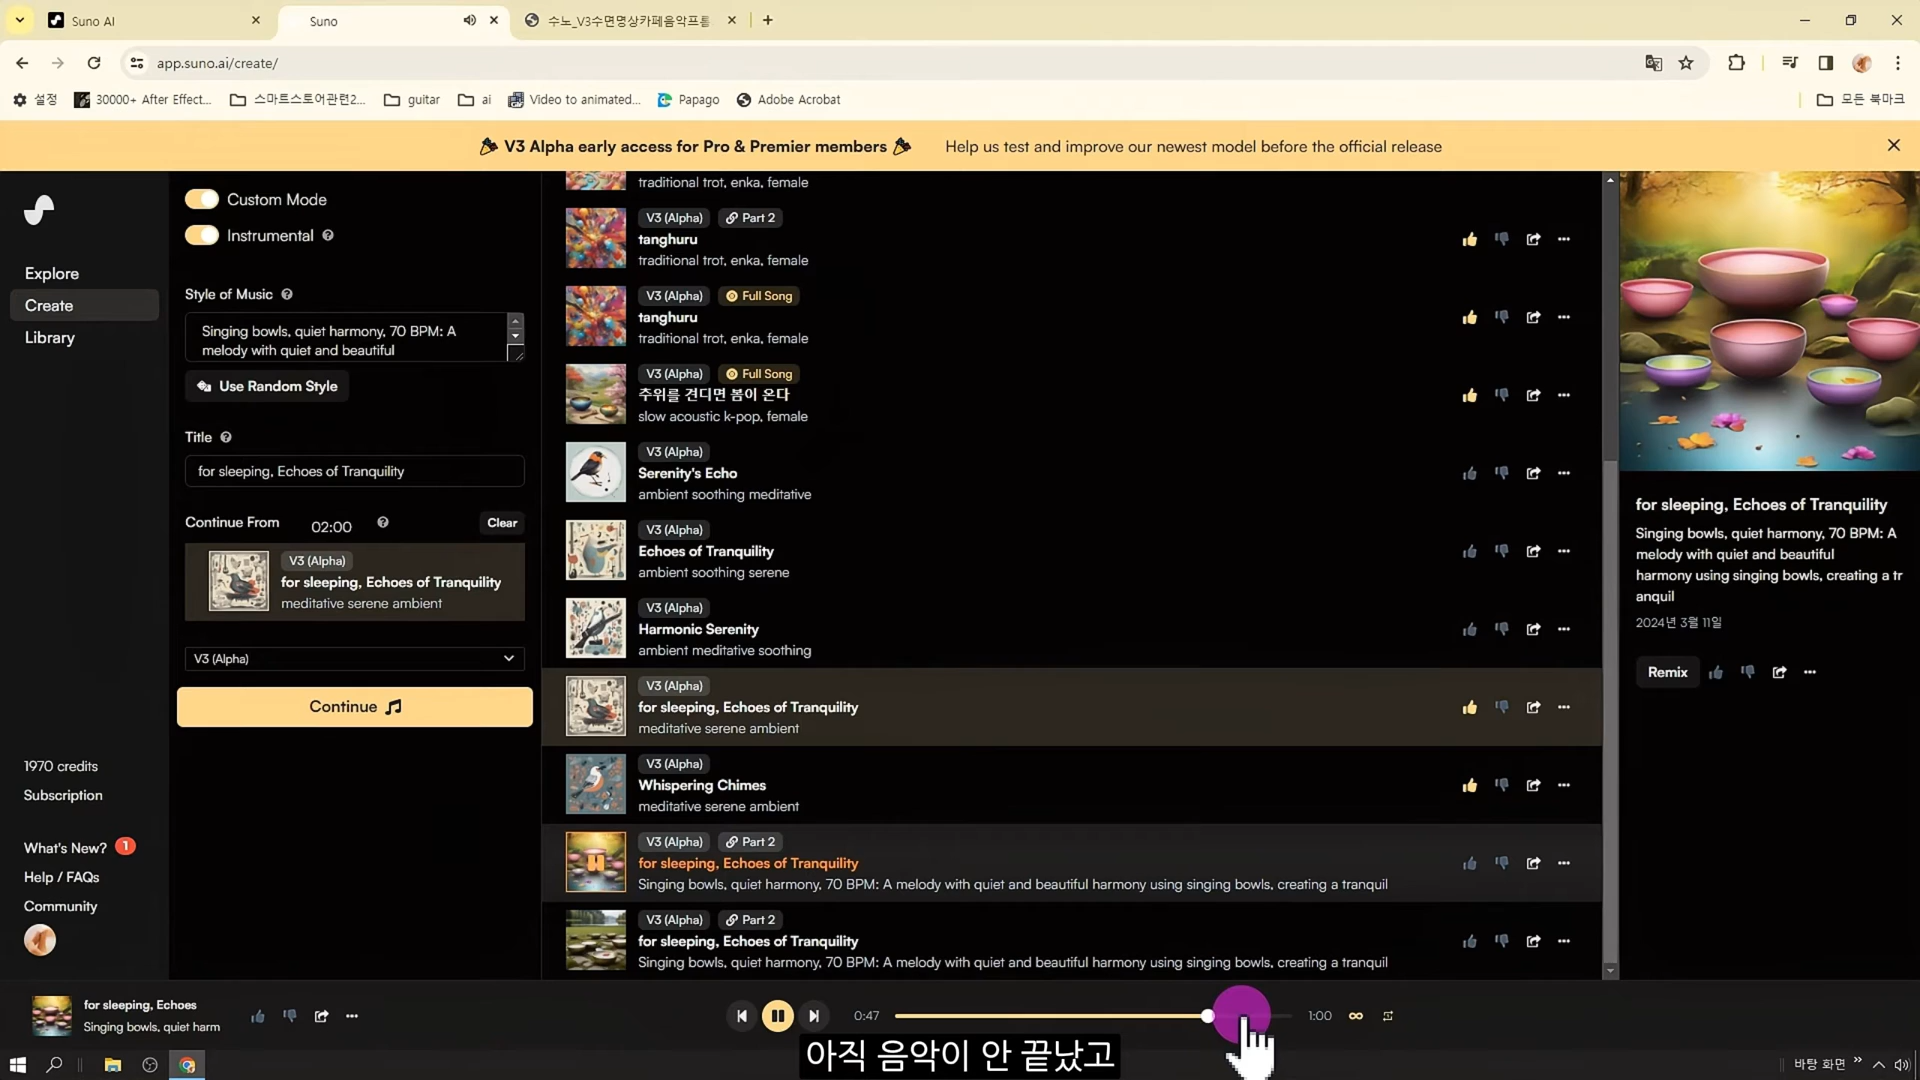 Suno AI
Suno
수노_V3수면명상카페음악프롬
app.suno.ai/create/
설정
30000+ After Effect...
스마트스토어관련2...
guitar
ai
Video to animated...
Papago
Adobe Acrobat
모든 북마크
V3 Alpha early access for Pro & Premier members
Help us test and improve our newest model before the official release
Explore
Create
Library
1970 credits
Subscription
What's New? 1
Help / FAQs
Community
Custom Mode
Instrumental
Style of Music
Singing bowls, quiet harmony, 70 BPM: A
melody with quiet and beautiful
Use Random Style
Title
for sleeping, Echoes of Tranquility
Continue From 02:00 Clear
V3 (Alpha)
for sleeping, Echoes of Tranquility
meditative serene ambient
V3 (Alpha)
Continue
traditional trot, enka, female
V3 (Alpha) Part 2
tanghuru
traditional trot, enka, female
V3 (Alpha) Full Song
tanghuru
traditional trot, enka, female
V3 (Alpha) Full Song
추위를 견디면 봄이 온다
slow acoustic k-pop, female
V3 (Alpha)
Serenity's Echo
ambient soothing meditative
V3 (Alpha)
Echoes of Tranquility
ambient soothing serene
V3 (Alpha)
Harmonic Serenity
ambient meditative soothing
V3 (Alpha)
for sleeping, Echoes of Tranquility
meditative serene ambient
V3 (Alpha)
Whispering Chimes
meditative serene ambient
V3 (Alpha) Part 2
for sleeping, Echoes of Tranquility
Singing bowls, quiet harmony, 70 BPM: A melody with quiet and beautiful harmony using singing bowls, creating a tranquil
V3 (Alpha) Part 2
for sleeping, Echoes of Tranquility
Singing bowls, quiet harmony, 70 BPM: A melody with quiet and beautiful harmony using singing bowls, creating a tranquil
for sleeping, Echoes of Tranquility
Singing bowls, quiet harmony, 70 BPM: A
melody with quiet and beautiful
harmony using singing bowls, creating a tr
anquil
2024년 3월 11일
Remix
for sleeping, Echoes
Singing bowls, quiet harm
0:47
1:00
아직 음악이 안 끝났고
바탕 화면